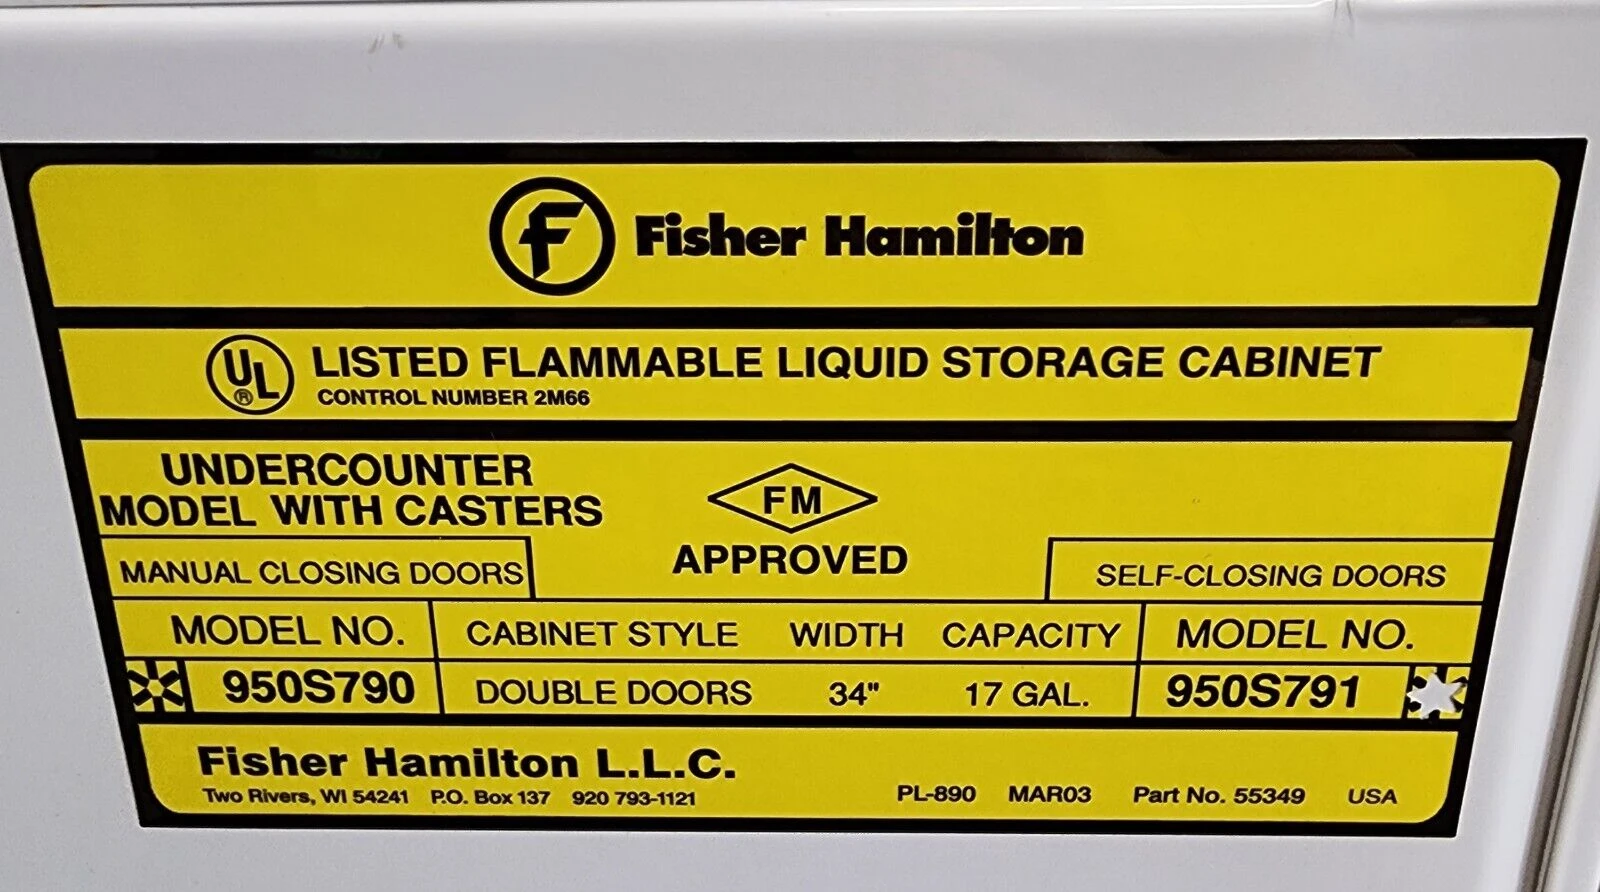 F Fisher Hamilton
UL ® LISTED FLAMMABLE LIQUID STORAGE CABINET
CONTROL NUMBER 2M66
UNDERCOUNTER
MODEL WITH CASTERS
FM
APPROVED
MANUAL CLOSING DOORS
SELF-CLOSING DOORS
MODEL NO. CABINET STYLE WIDTH CAPACITY MODEL NO.
950S790 DOUBLE DOORS 34" 17 GAL. 950S791
Fisher Hamilton L.L.C.
Two Rivers, WI 54241 P.O. Box 137 920 793-1121 PL-890 MAR03 Part No. 55349 USA